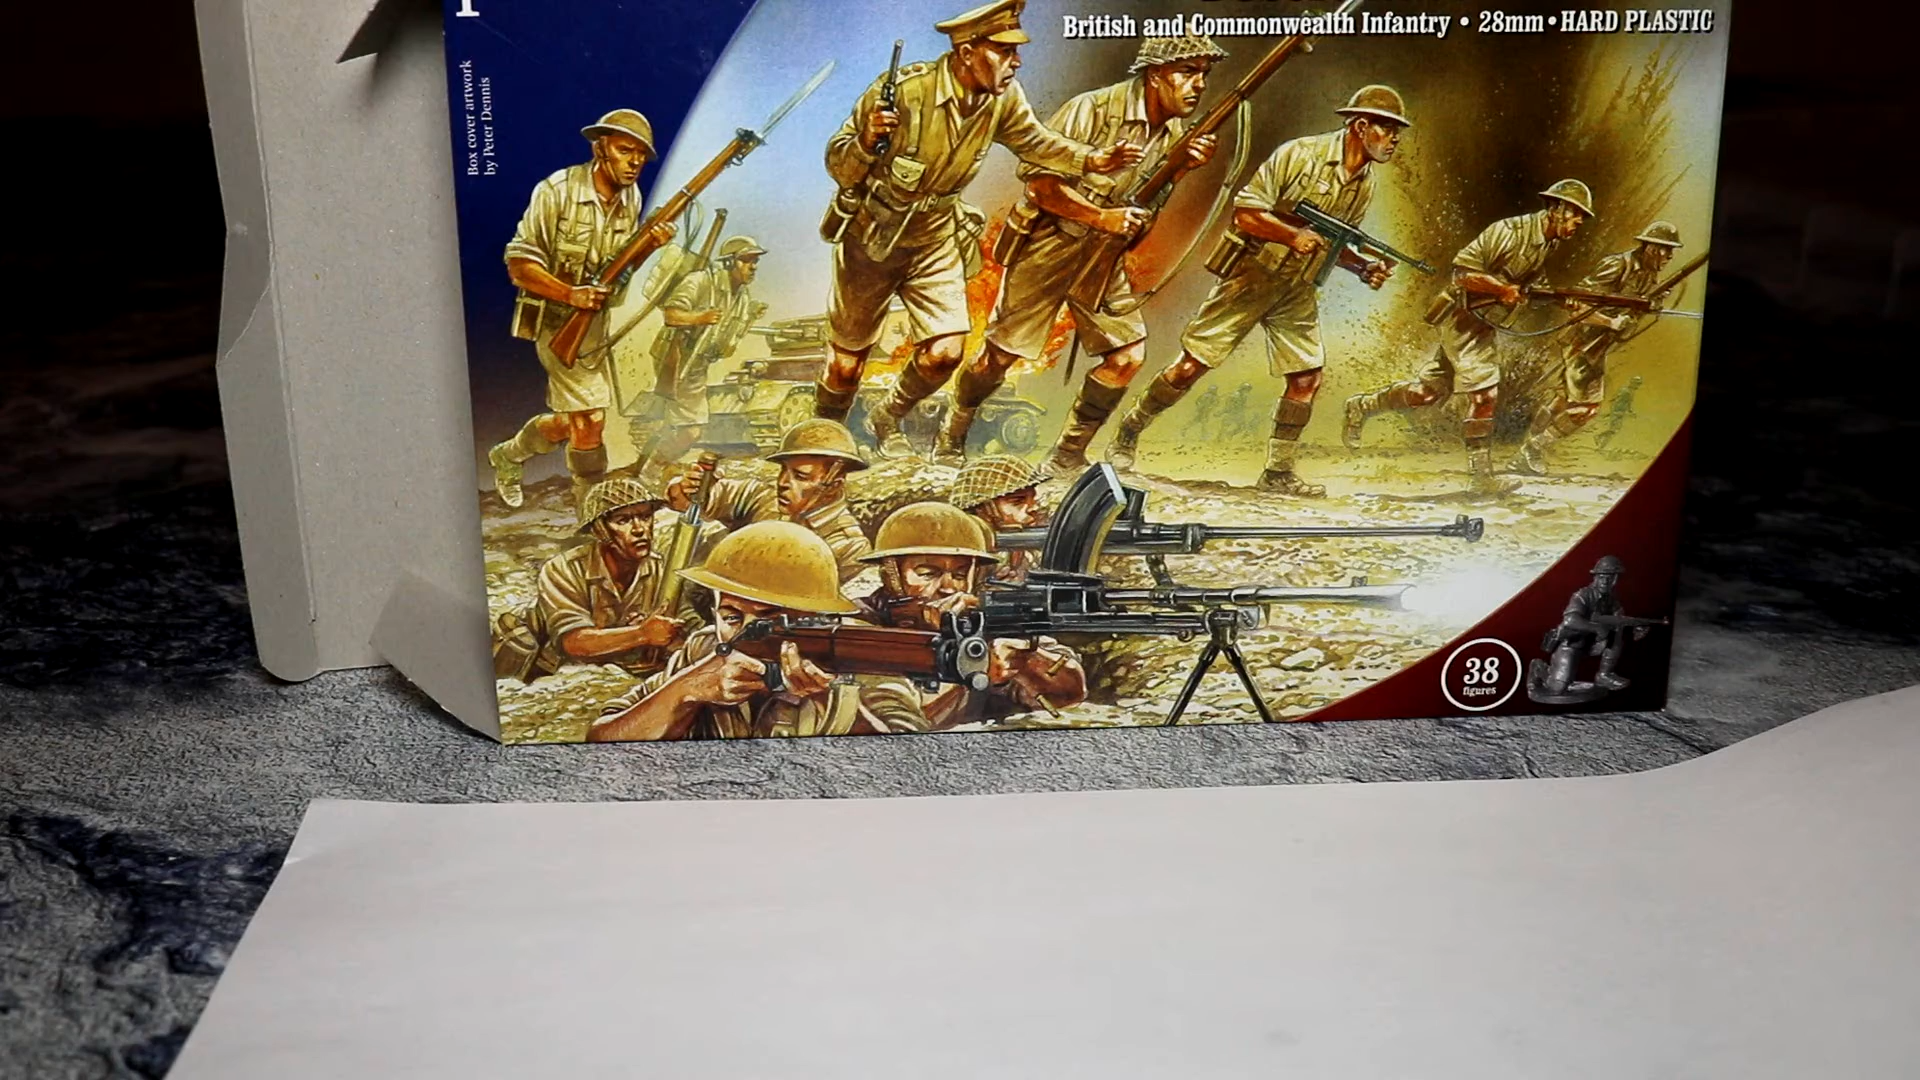 British and Commonwealth Infantry • 28mm • HARD PLASTIC
Box cover artwork
by Peter Dennis
38
figures